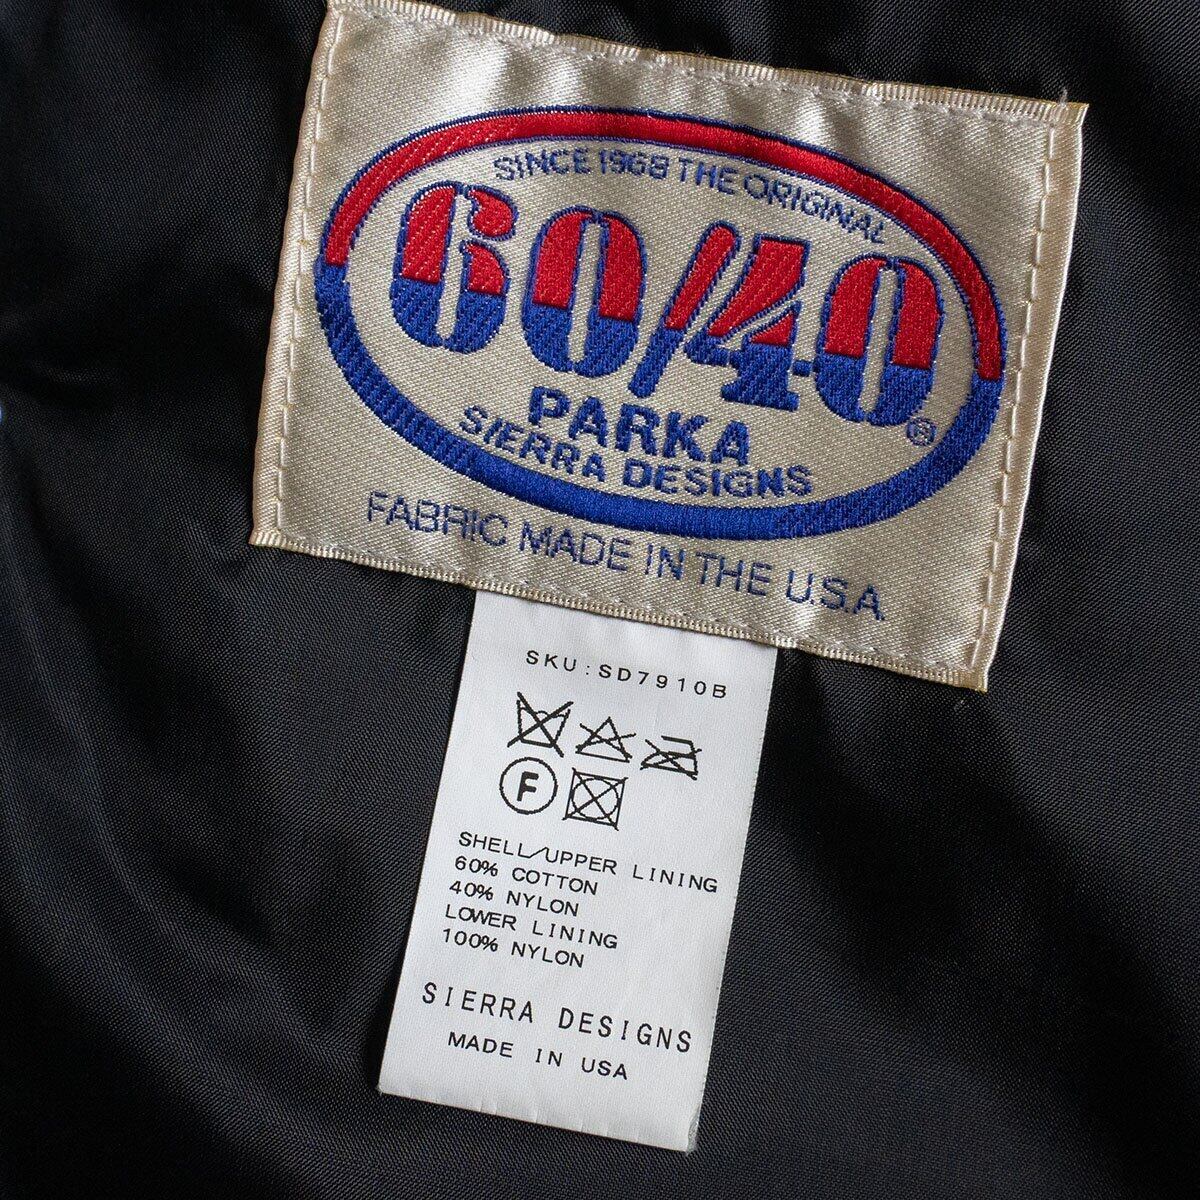 SINCE 1968 THE ORIGINAL
60/40®
PARKA
SIERRA DESIGNS
FABRIC MADE IN THE U.S.A.
SKU:SD7910B
F
SHELL/UPPER LINING
60% COTTON
40% NYLON
LOWER LINING
100% NYLON
SIERRA DESIGNS
MADE IN USA